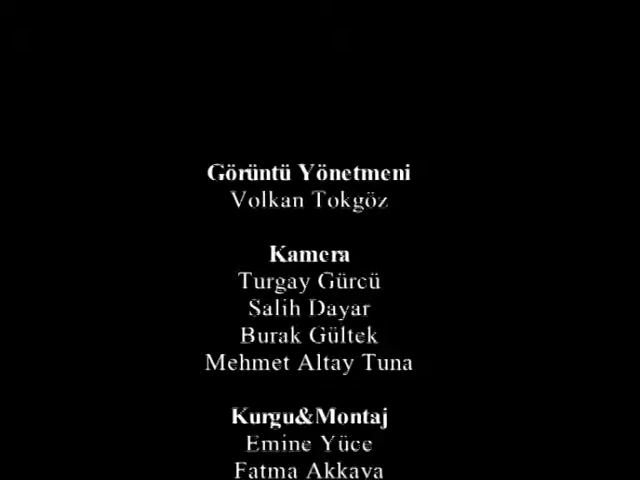 Görüntü Yönetmeni
Volkan Tokgöz
Kamera
Turgay Gürcü
Salih Dayar
Burak Gültek
Mehmet Altay Tuna
Kurgu&Montaj
Emine Yüce
Fatma Akkaya